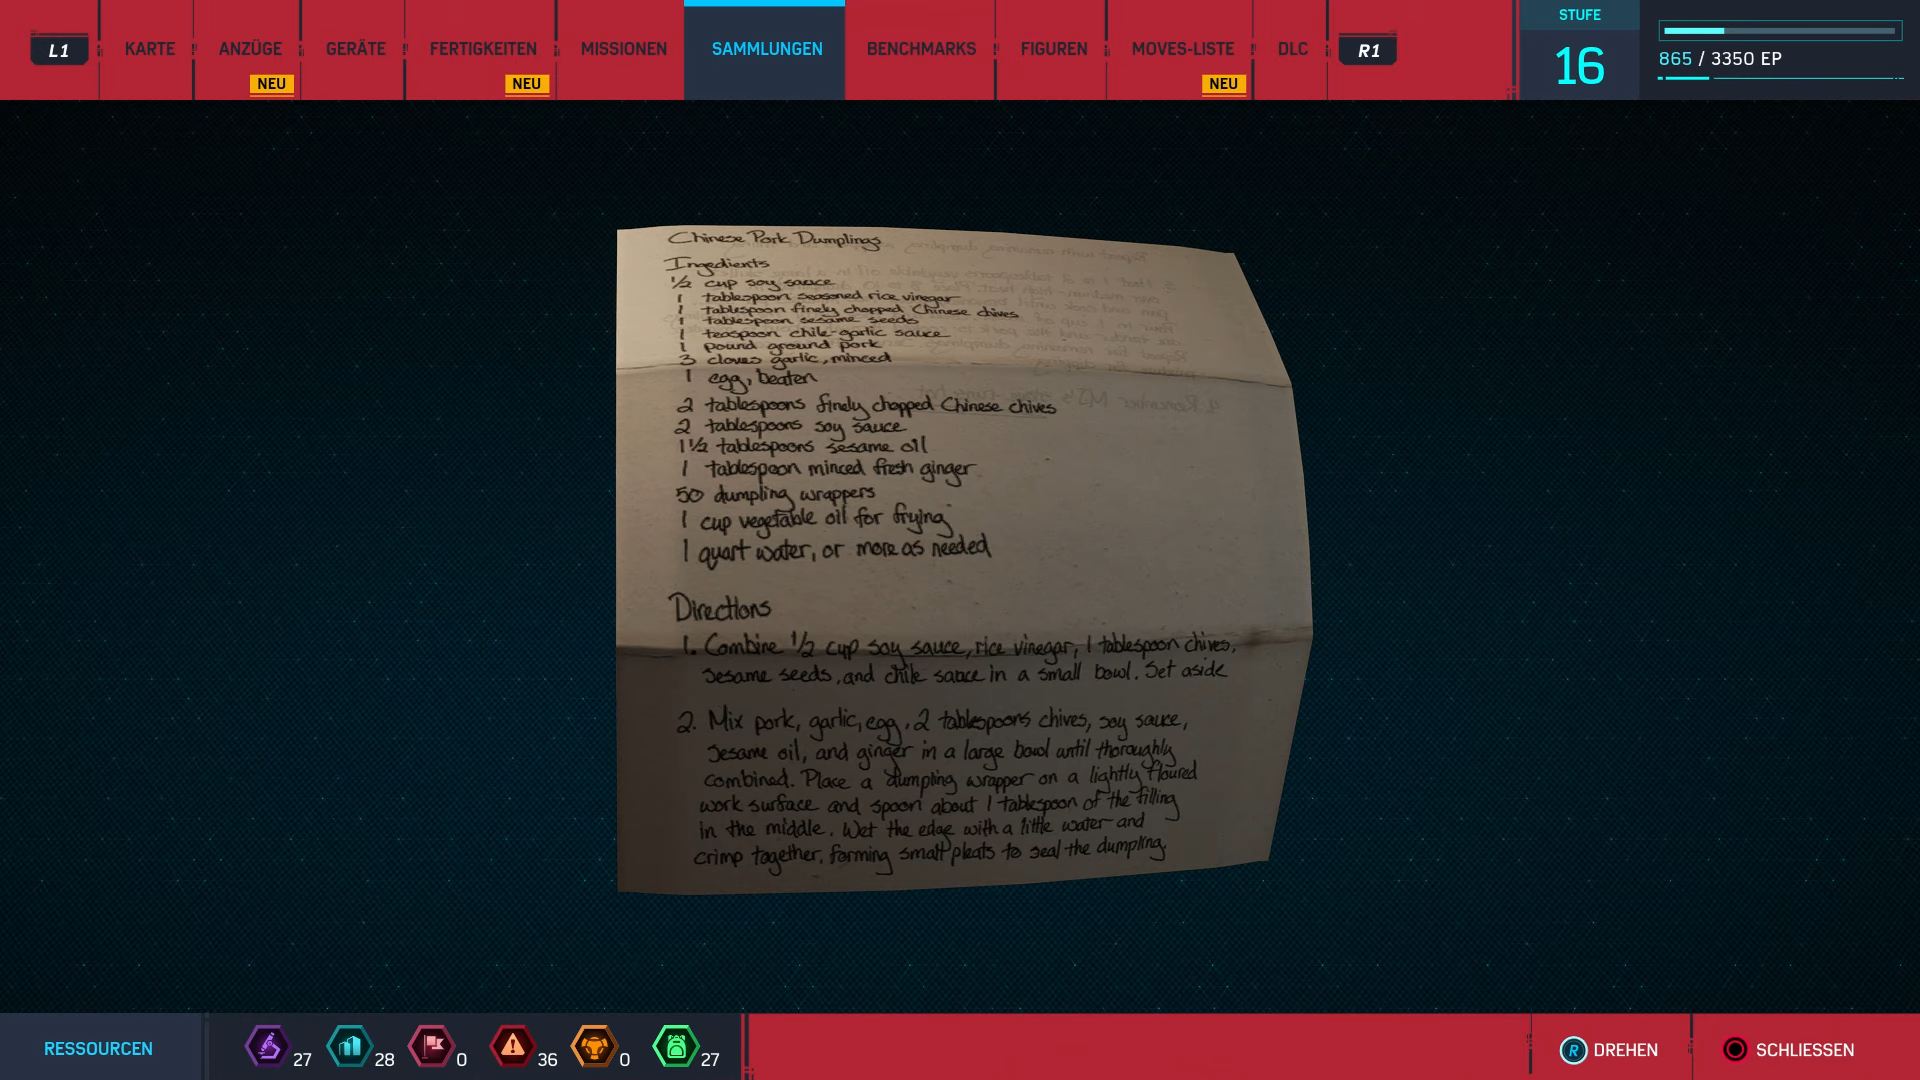 L1
KARTE
ANZÜGE
NEU
GERÄTE
FERTIGKEITEN
NEU
MISSIONEN
SAMMLUNGEN
BENCHMARKS
FIGUREN
MOVES-LISTE
NEU
DLC
R1
STUFE
16
865 / 3350 EP
Chinese Pork Dumplings
Ingedients
1/2 cup soy sauce
1 tablespoon seasoned rice vinegar
1 tablespoon finely chopped Chinese chives
1 tablespoon sesame seeds
1 teaspoon chile-garlic sauce
1 pound ground pork
3 cloves garlic, minced
1 egg, beaten
2 tablespoons finely chopped Chinese chives
2 tablespoons soy sauce
1 1/2 tablespoons sesame oil
1 tablespoon minced fresh ginger
50 dumpling wrappers
1 cup vegetable oil for frying
1 quart water, or more as needed
Directions
1. Combine 1/2 cup soy sauce, rice vinegar, 1 tablespoon chives,
sesame seeds, and chile sauce in a small bowl. Set aside
2. Mix pork, garlic, egg, 2 tablespoons chives, soy sauce,
sesame oil, and ginger in a large bowl until thoroughly
combined. Place a dumpling wrapper on a lightly floured
work surface and spoon about 1 tablespoon of the filling
in the middle. Wet the edge with a little water and
crimp together, forming small pleats to seal the dumpling.
RESSOURCEN
27
28
0
36
0
27
R DREHEN
SCHLIESSEN